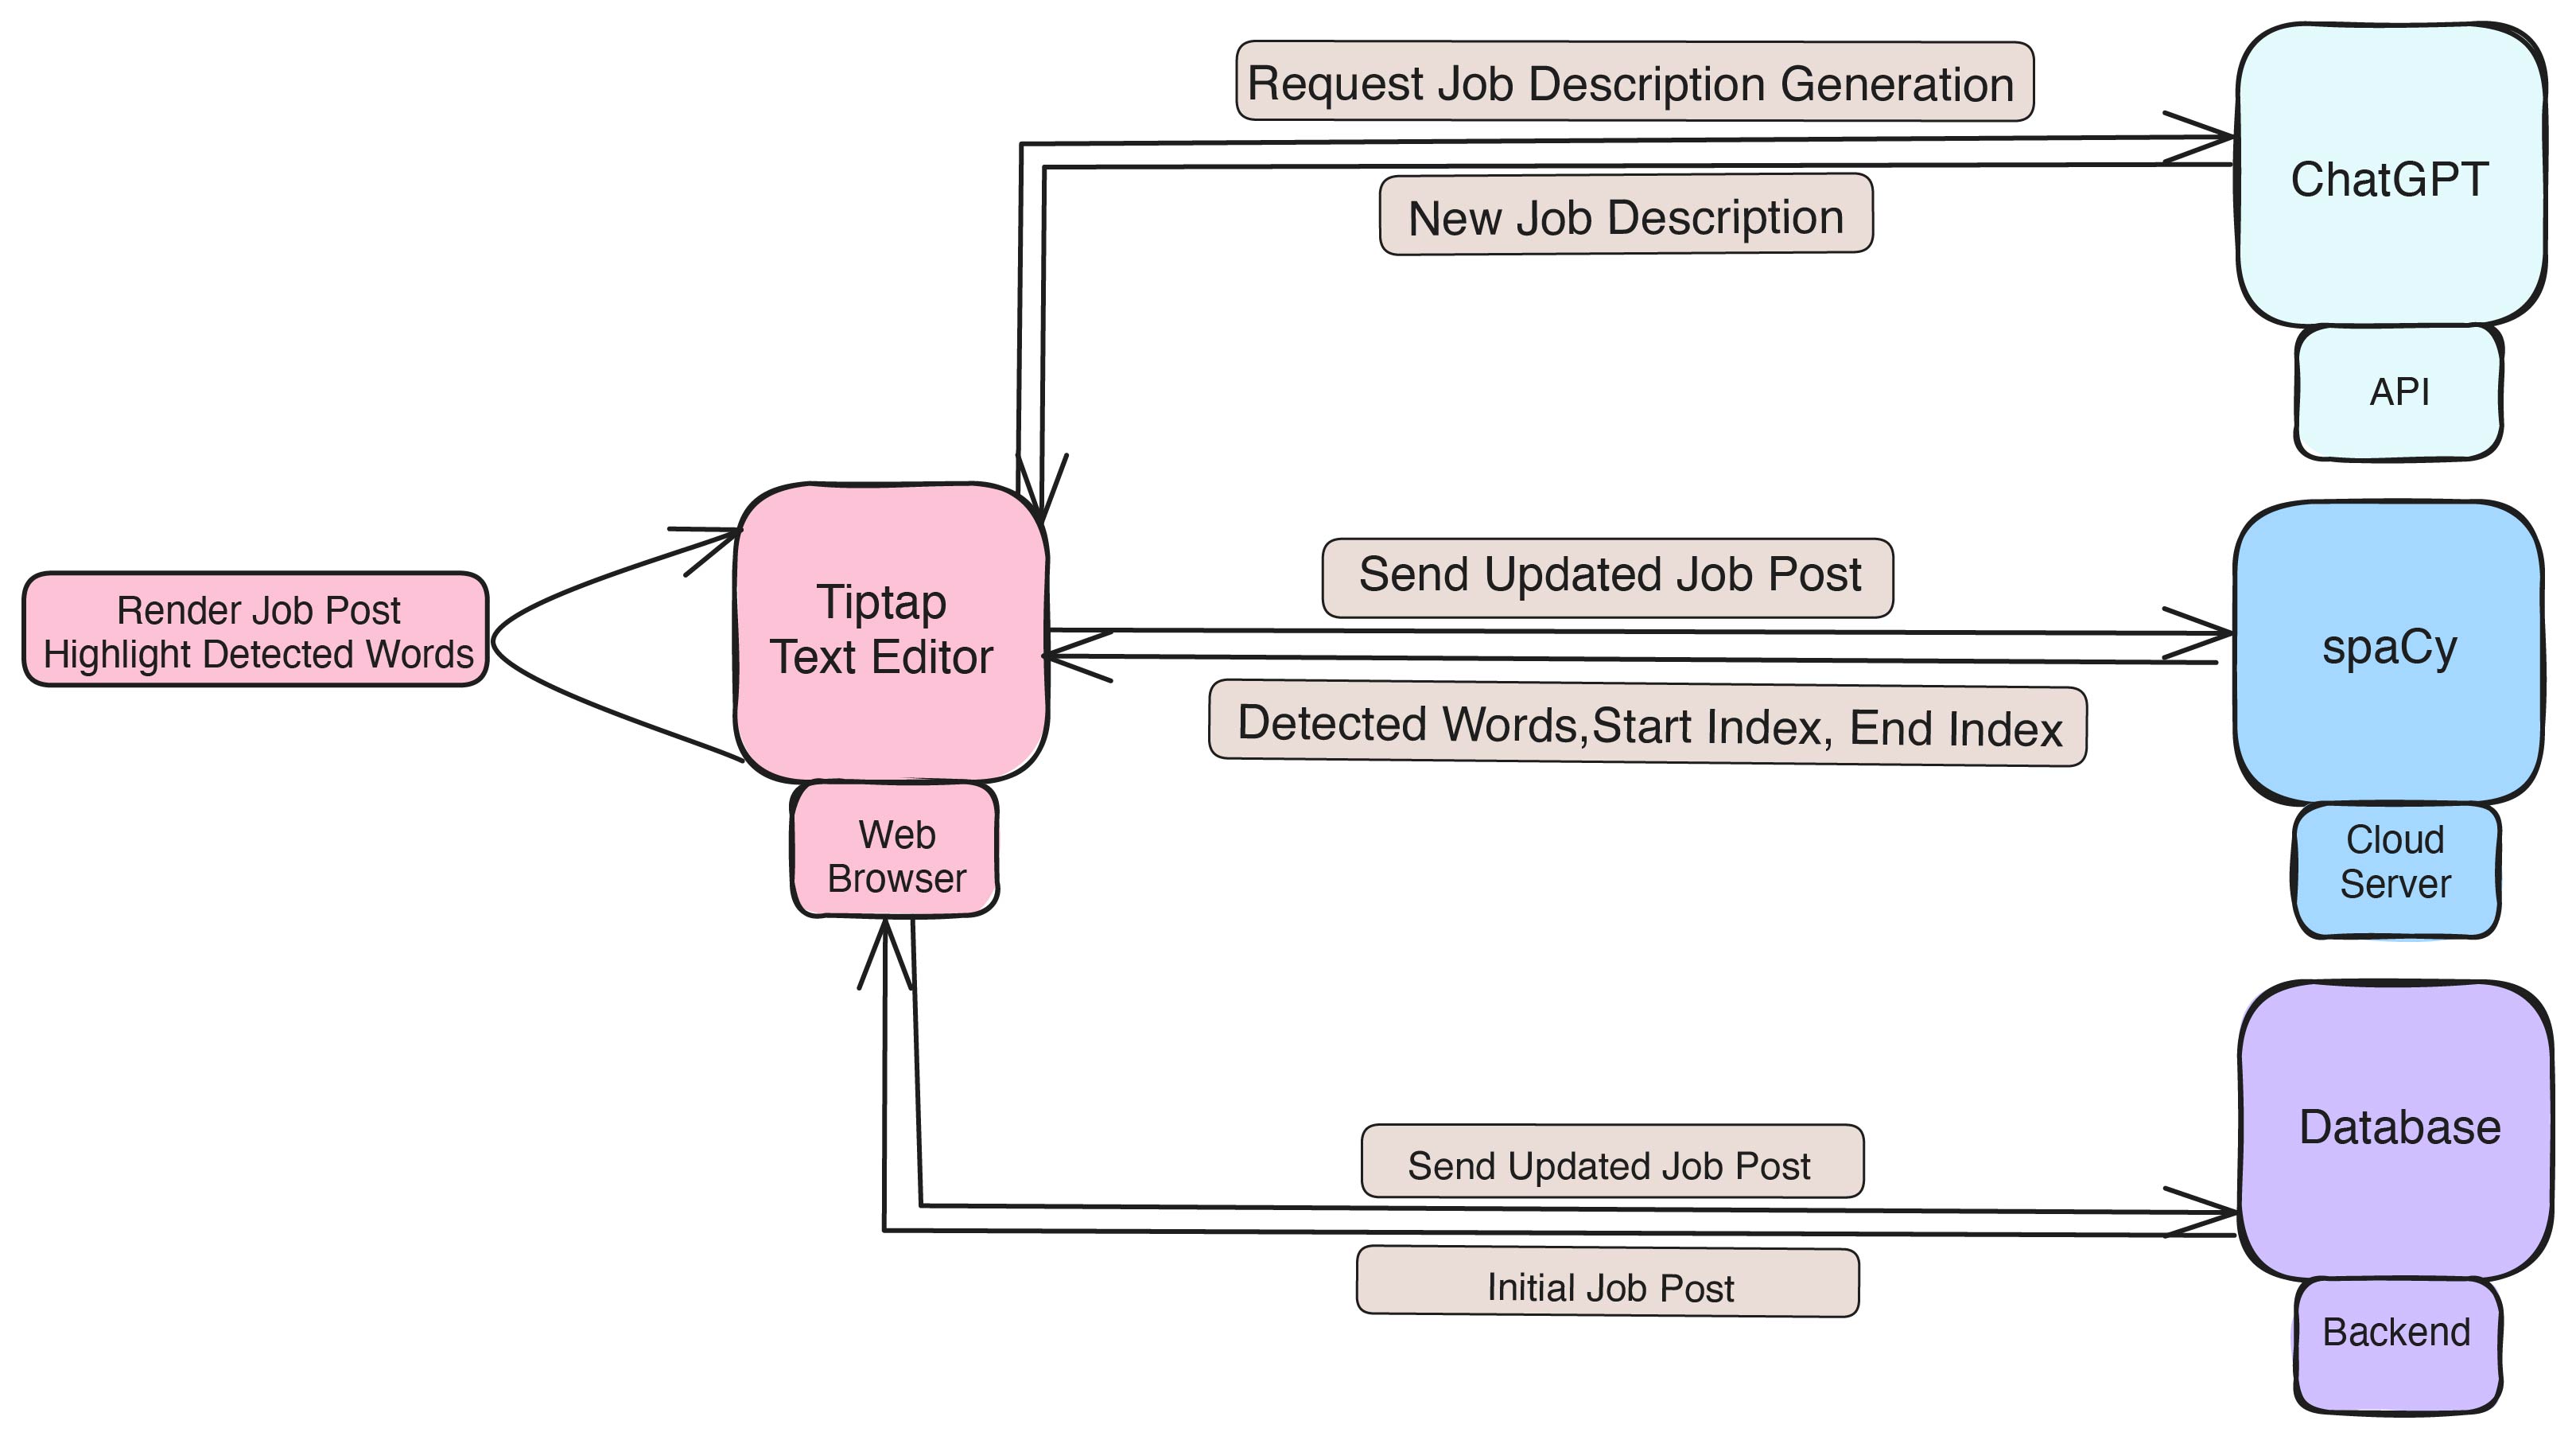 Request Job Description Generation
New Job Description
ChatGPT
API
Render Job Post
Highlight Detected Words
Tiptap
Text Editor
Web
Browser
Send Updated Job Post
Detected Words,Start Index, End Index
spaCy
Cloud
Server
Send Updated Job Post
Initial Job Post
Database
Backend